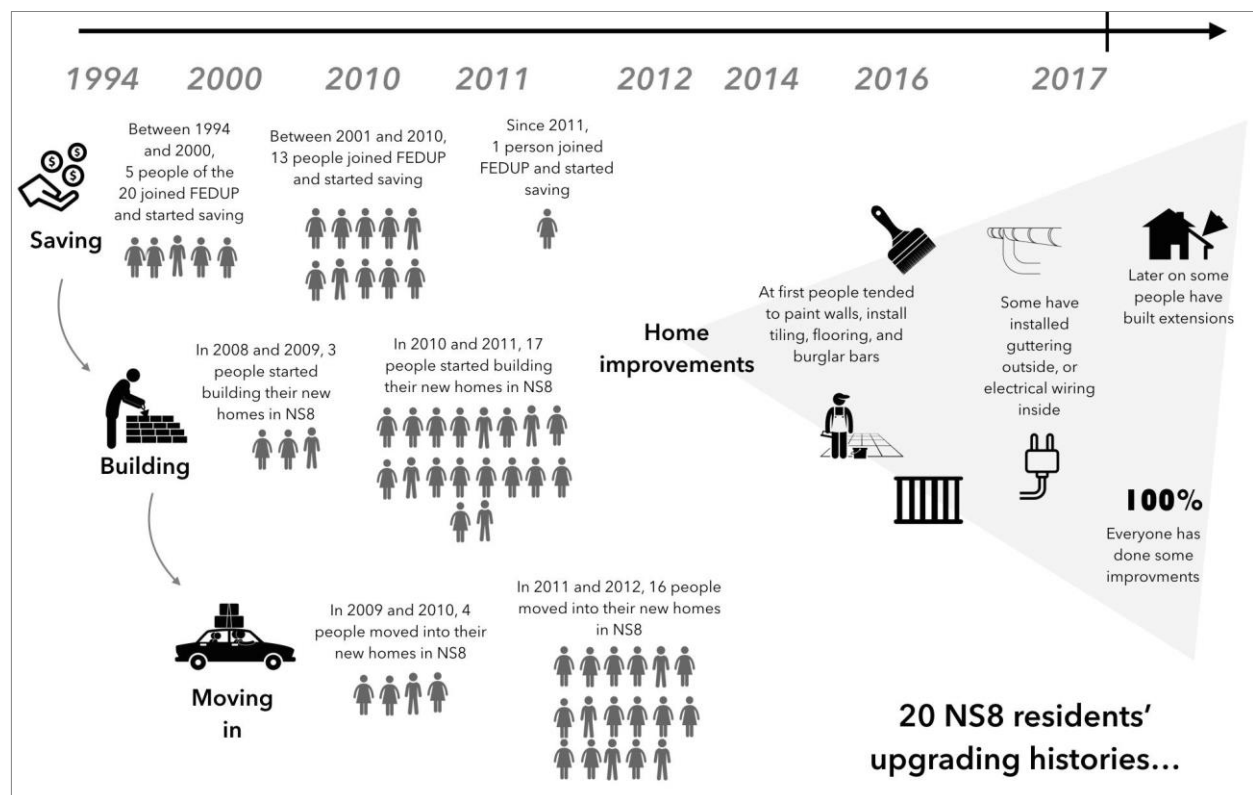 1994 2000 2010 2011 2012 2014 2016 2017
Saving
Between 1994
and 2000,
5 people of the
20 joined FEDUP
and started saving
Between 2001 and 2010,
13 people joined FEDUP
and started saving
Since 2011,
1 person joined
FEDUP and started
saving
Building
In 2008 and 2009, 3
people started
building their new
homes in NS8
In 2010 and 2011, 17
people started building
their new homes in NS8
Moving
in
In 2009 and 2010, 4
people moved into their
new homes in NS8
In 2011 and 2012, 16 people
moved into their new homes
in NS8
Home
improvements
At first people tended
to paint walls, install
tiling, flooring, and
burglar bars
Some have
installed
guttering
outside, or
electrical wiring
inside
Later on some
people have
built extensions
100%
Everyone has
done some
improvments
20 NS8 residents’
upgrading histories...